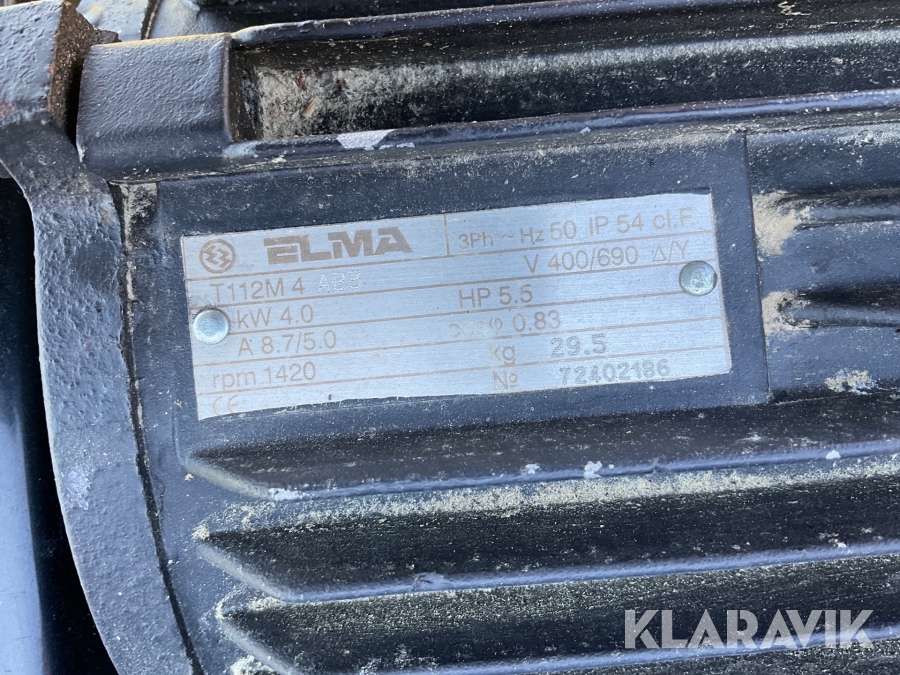 ELMA 3Ph ~ Hz 50 IP 54 cl.F
T112M 4 AB3 V 400/690 Δ/Y
kW 4.0 HP 5.5
A 8.7/5.0 cosφ 0.83
rpm 1420 kg 29.5
CE № 72402186
KLARAVIK